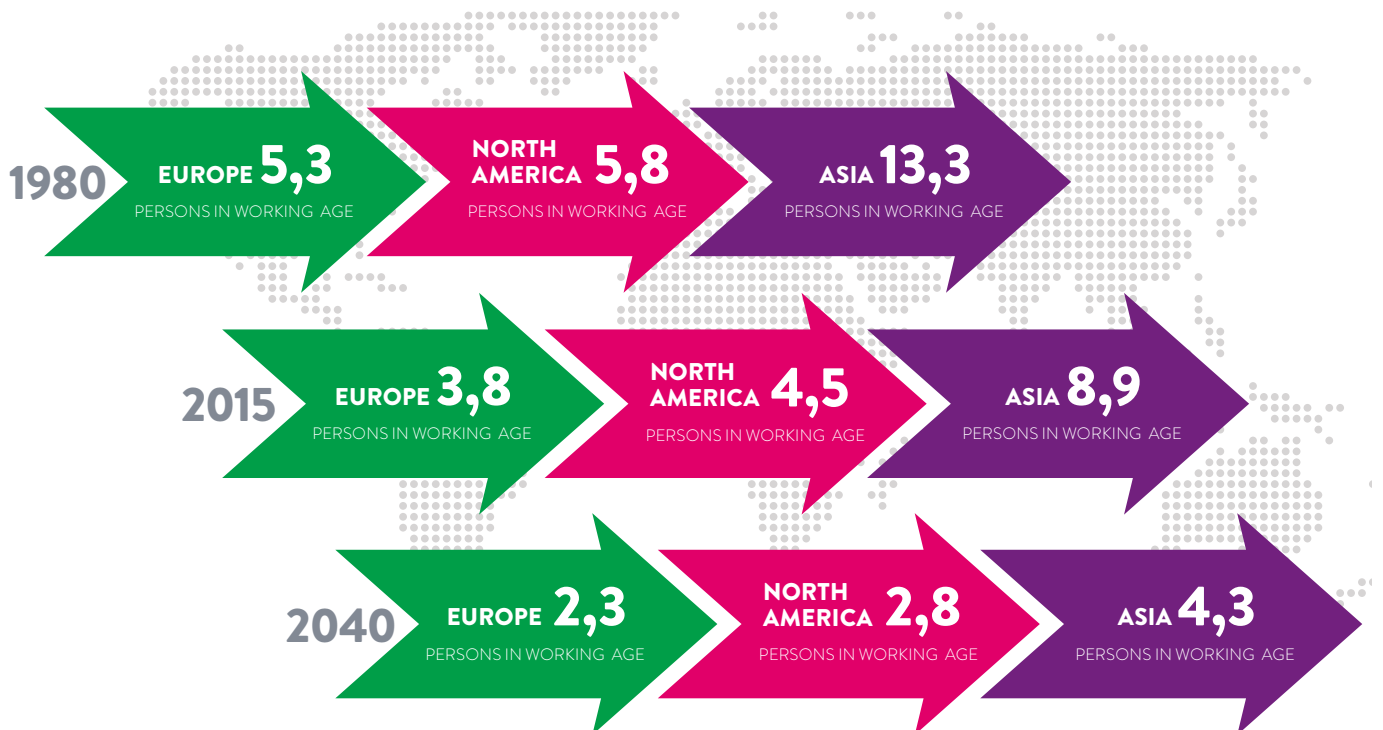 1980
EUROPE 5,3
PERSONS IN WORKING AGE
NORTH
AMERICA 5,8
PERSONS IN WORKING AGE
ASIA 13,3
PERSONS IN WORKING AGE
2015
EUROPE 3,8
PERSONS IN WORKING AGE
NORTH
AMERICA 4,5
PERSONS IN WORKING AGE
ASIA 8,9
PERSONS IN WORKING AGE
2040
EUROPE 2,3
PERSONS IN WORKING AGE
NORTH
AMERICA 2,8
PERSONS IN WORKING AGE
ASIA 4,3
PERSONS IN WORKING AGE